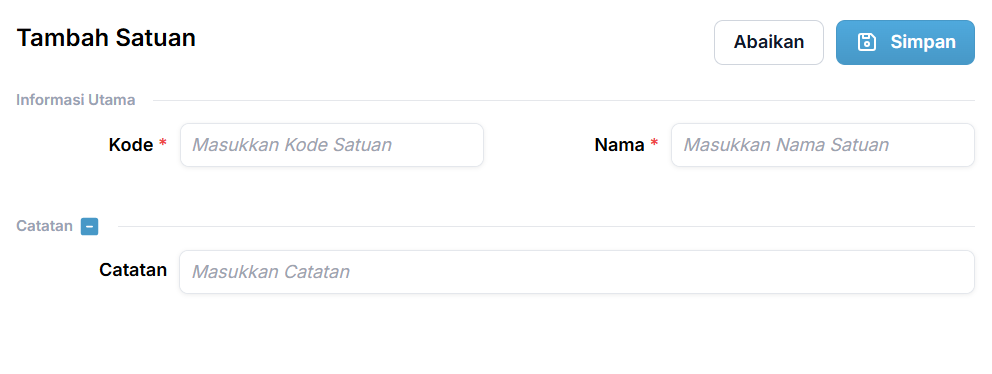 Tambah Satuan
Abaikan
Simpan
Informasi Utama
Kode *
Masukkan Kode Satuan
Nama *
Masukkan Nama Satuan
Catatan -
Catatan
Masukkan Catatan